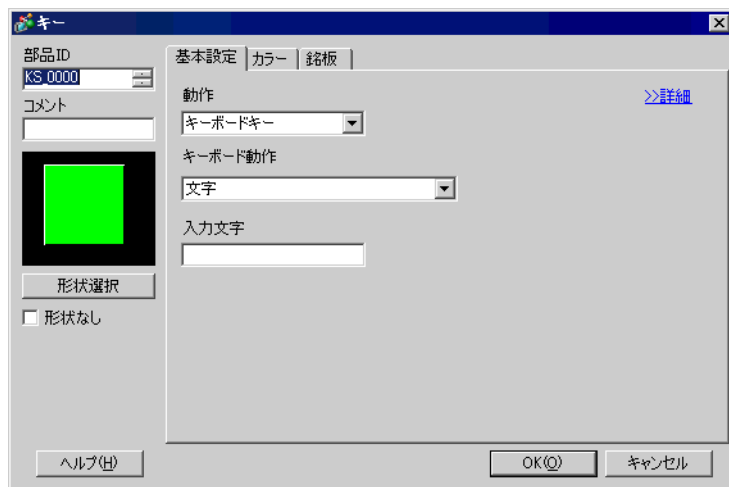 キー
部品ID
KS_0000
コメント
形状選択
形状なし
基本設定 カラー 銘板
動作
>>詳細
キーボードキー
キーボード動作
文字
入力文字
ヘルプ(H) OK(O) キャンセル